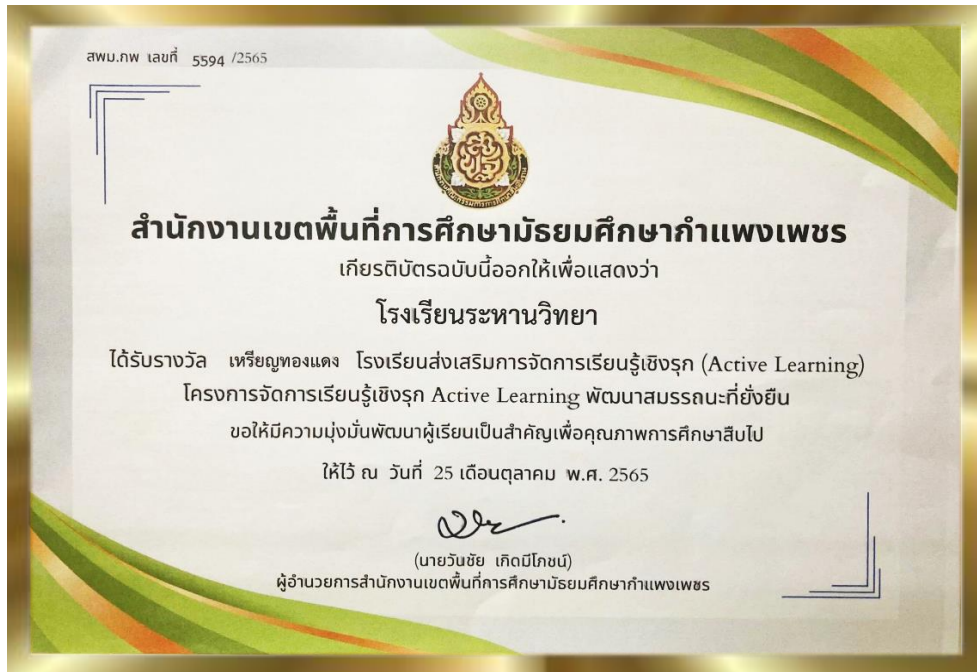 สพม.กพ เลขที่ 5594 /2565
สำนักงานเขตพื้นที่การศึกษามัธยมศึกษากำแพงเพชร
เกียรติบัตรฉบับนี้ออกให้เพื่อแสดงว่า
โรงเรียนระหานวิทยา
ได้รับรางวัล เหรียญทองแดง โรงเรียนส่งเสริมการจัดการเรียนรู้เชิงรุก (Active Learning)
โครงการจัดการเรียนรู้เชิงรุก Active Learning พัฒนาสมรรถนะที่ยั่งยืน
ขอให้มีความมุ่งมั่นพัฒนาผู้เรียนเป็นสำคัญเพื่อคุณภาพการศึกษาสืบไป
ให้ไว้ ณ วันที่ 25 เดือนตุลาคม พ.ศ. 2565
(นายวันชัย เกิดมีโภชน์)
ผู้อำนวยการสำนักงานเขตพื้นที่การศึกษามัธยมศึกษากำแพงเพชร